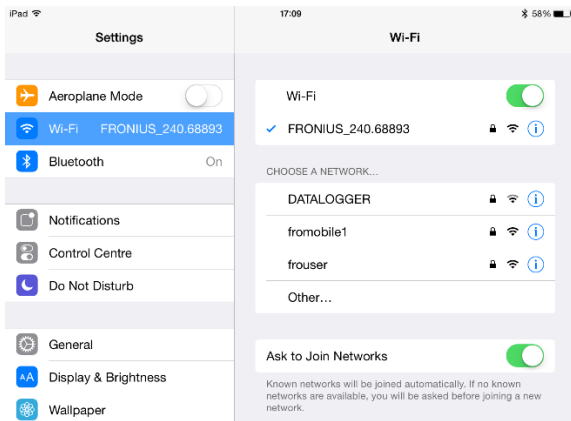 iPad
17:09
58%
Settings
Aeroplane Mode
Wi-Fi FRONIUS_240.68893
Bluetooth On
Notifications
Control Centre
Do Not Disturb
General
AA Display & Brightness
Wallpaper
Wi-Fi
Wi-Fi
FRONIUS_240.68893
CHOOSE A NETWORK...
DATALOGGER
fromobile1
frouser
Other...
Ask to Join Networks
Known networks will be joined automatically. If no known
networks are available, you will be asked before joining a new
network.